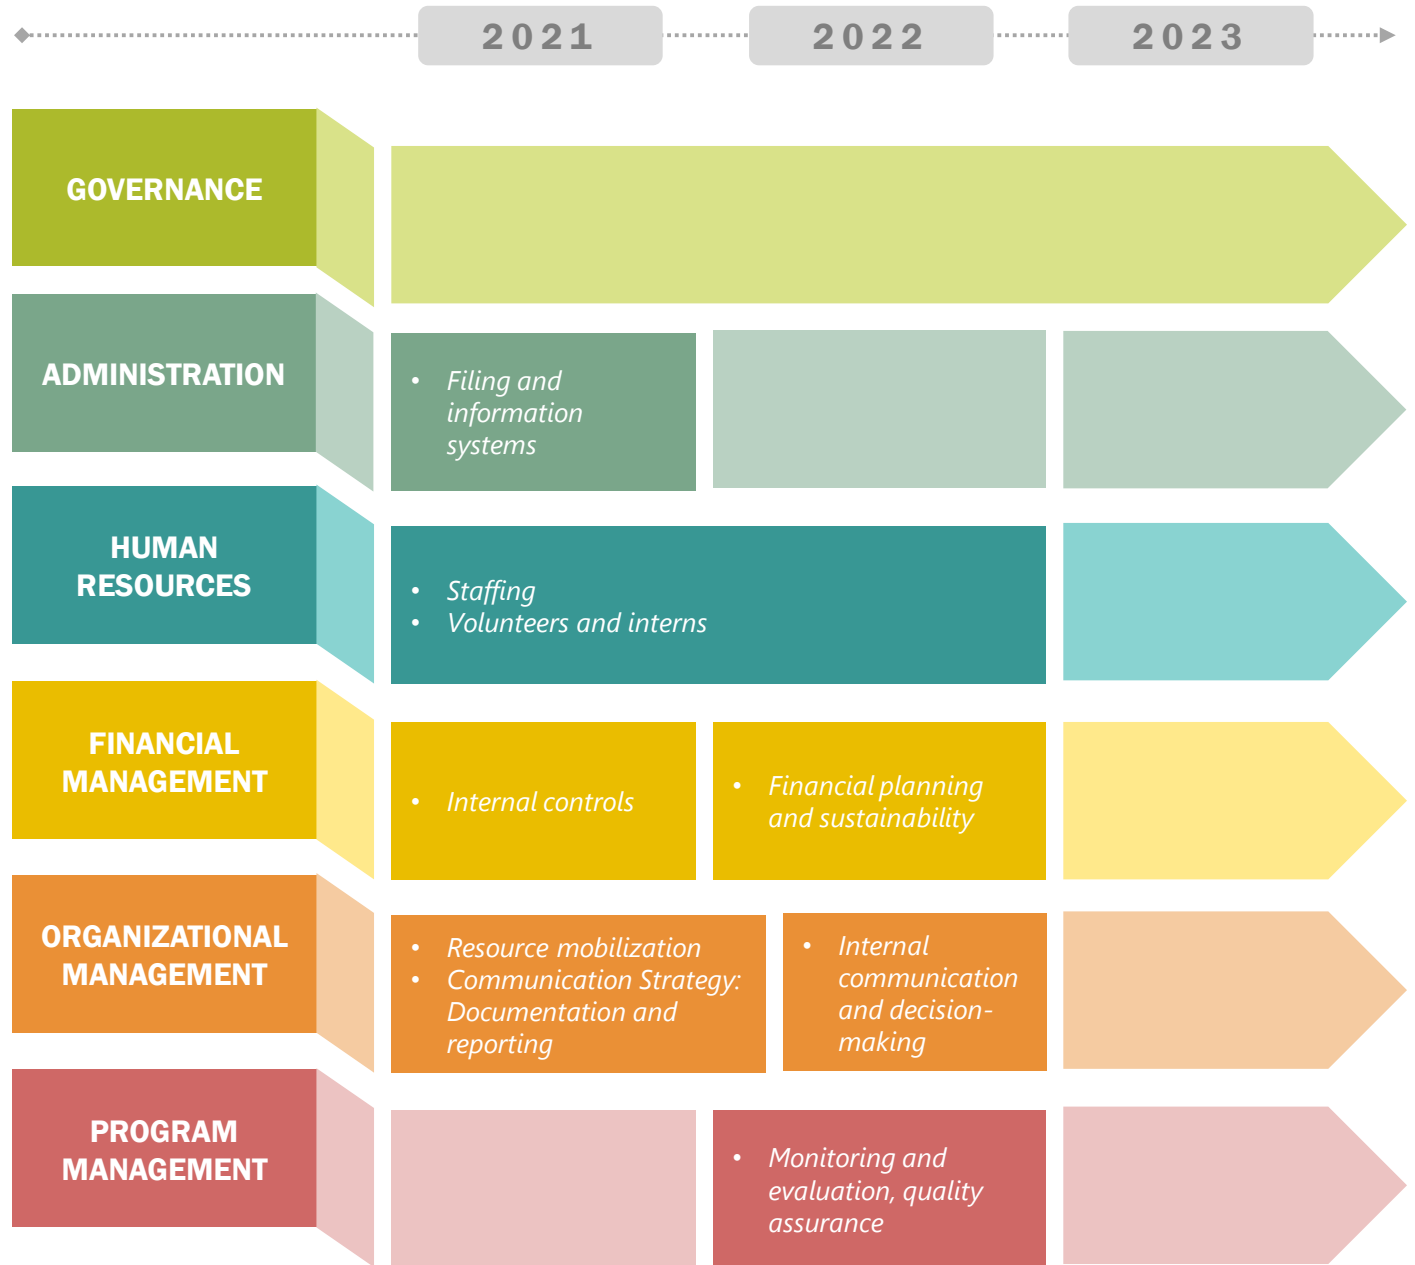 2021 2022 2023
GOVERNANCE
ADMINISTRATION
• Filing and
information
systems
HUMAN
RESOURCES
• Staffing
• Volunteers and interns
FINANCIAL
MANAGEMENT
• Internal controls
• Financial planning
and sustainability
ORGANIZATIONAL
MANAGEMENT
• Resource mobilization
• Communication Strategy:
Documentation and
reporting
• Internal
communication
and decision-
making
PROGRAM
MANAGEMENT
• Monitoring and
evaluation, quality
assurance